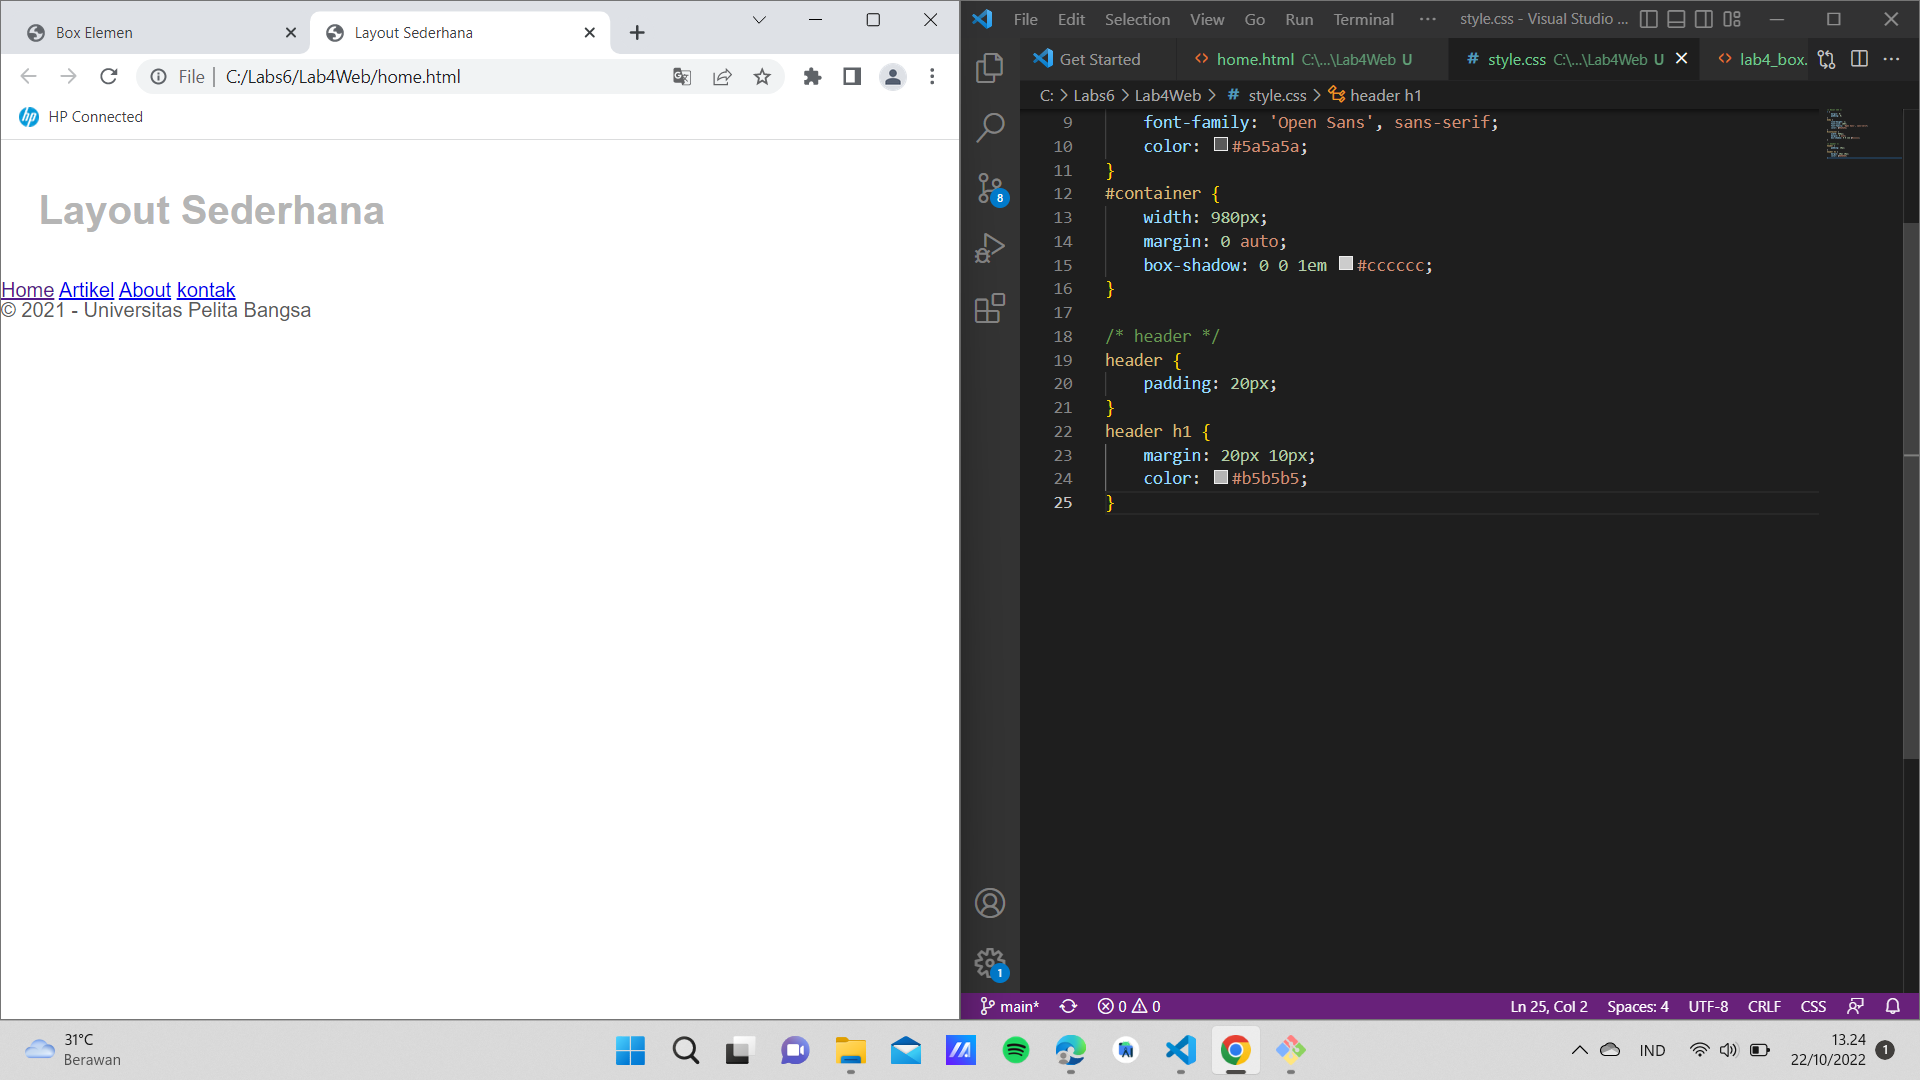 Box Elemen
Layout Sederhana
File
C:/Labs6/Lab4Web/home.html
hp
HP Connected
Layout Sederhana
Home Artikel About kontak
© 2021 - Universitas Pelita Bangsa
File Edit Selection View Go Run Terminal ···
style.css - Visual Studio ...
Get Started
home.html C:\...\Lab4Web U
# style.css C:\...\Lab4Web U
lab4_box.
C: > Labs6 > Lab4Web > # style.css > header h1
9 font-family: 'Open Sans', sans-serif;
10 color: #5a5a5a;
11 }
12 #container {
13 width: 980px;
14 margin: 0 auto;
15 box-shadow: 0 0 1em #cccccc;
16 }
17
18 /* header */
19 header {
20 padding: 20px;
21 }
22 header h1 {
23 margin: 20px 10px;
24 color: #b5b5b5;
25 }
8
1
main*
0 0
Ln 25, Col 2
Spaces: 4
UTF-8
CRLF
CSS
31°C
Berawan
IND
13.24
22/10/2022
1